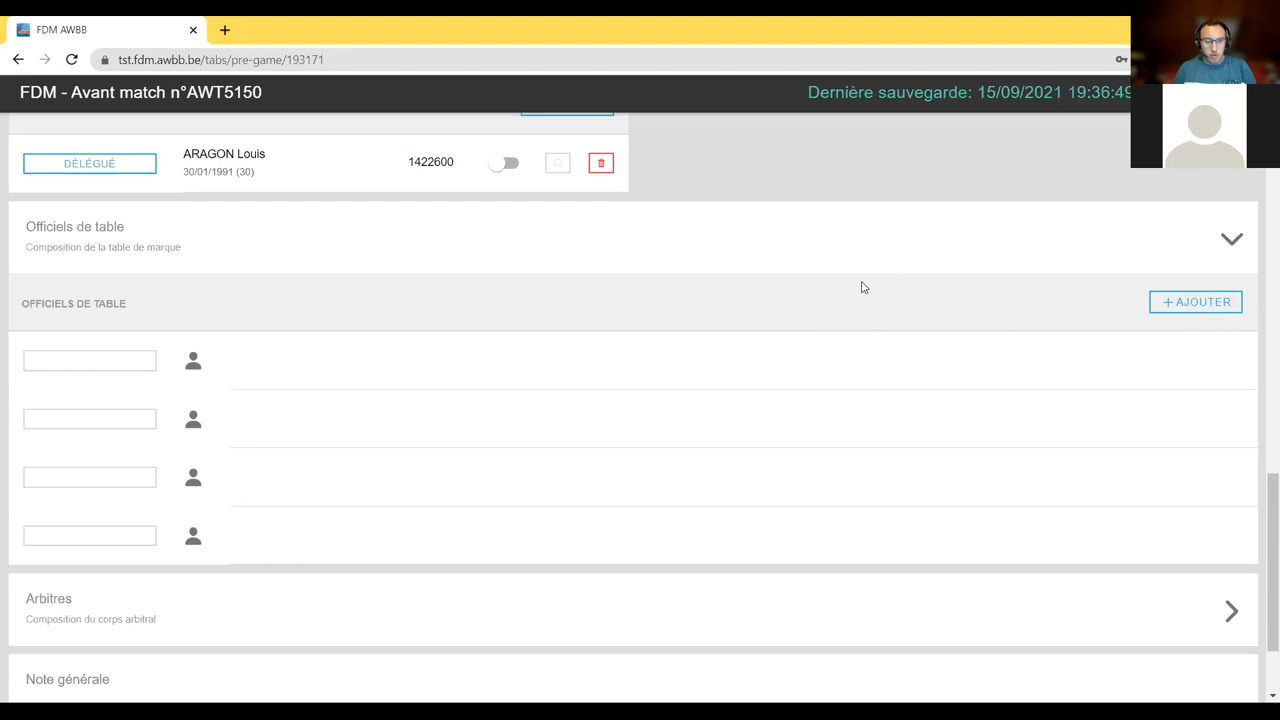 FDM AWBB
tst.fdm.awbb.be/tabs/pre-game/193171
FDM - Avant match n°AWT5150
Dernière sauvegarde: 15/09/2021 19:36:49
DÉLÉGUÉ
ARAGON Louis
1422600
30/01/1991 (30)
Officiels de table
Composition de la table de marque
OFFICIELS DE TABLE
+ AJOUTER
Arbitres
Composition du corps arbitral
Note générale